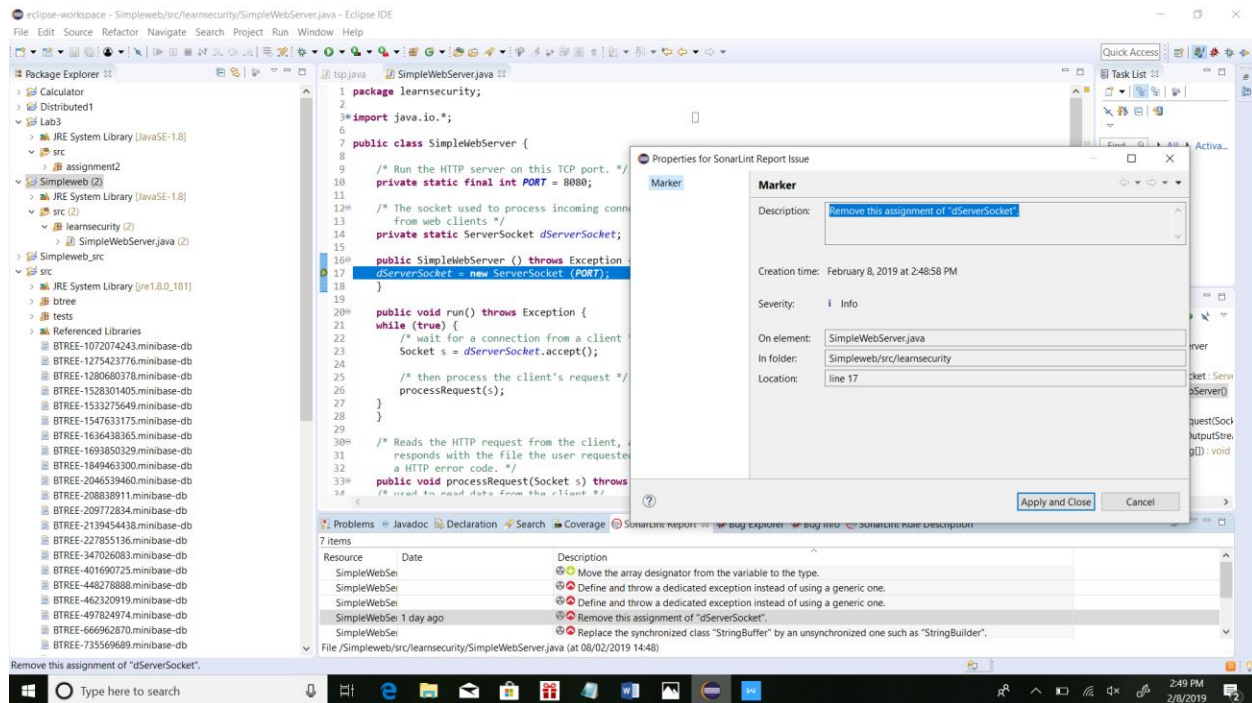 eclipse-workspace - Simpleweb/src/learnsecurity/SimpleWebServer.java - Eclipse IDE
File Edit Source Refactor Navigate Search Project Run Window Help
Quick Access
Package Explorer
Calculator
Distributed1
Lab3
JRE System Library [JavaSE-1.8]
src
assignment2
Simpleweb (2)
JRE System Library [JavaSE-1.8]
src (2)
learnsecurity (2)
SimpleWebServer.java (2)
Simpleweb_src
src
JRE System Library [jre1.8.0_181]
btree
tests
Referenced Libraries
BTREE-1072074243.minibase-db
BTREE-1275423776.minibase-db
BTREE-1280680378.minibase-db
BTREE-1528301405.minibase-db
BTREE-1533275649.minibase-db
BTREE-1547633175.minibase-db
BTREE-1636438365.minibase-db
BTREE-1693850329.minibase-db
BTREE-1849463300.minibase-db
BTREE-2046539460.minibase-db
BTREE-208838911.minibase-db
BTREE-209772834.minibase-db
BTREE-2139454438.minibase-db
BTREE-227855136.minibase-db
BTREE-347026083.minibase-db
BTREE-401690725.minibase-db
BTREE-448278888.minibase-db
BTREE-462320919.minibase-db
BTREE-497824974.minibase-db
BTREE-666962870.minibase-db
BTREE-735569689.minibase-db
tsp.java SimpleWebServer.java
1 package learnsecurity;
2
3 import java.io.*;
6
7 public class SimpleWebServer {
8
9 /* Run the HTTP server on this TCP port. */
10 private static final int PORT = 8080;
11
12 /* The socket used to process incoming conne
13 from web clients */
14 private static ServerSocket dServerSocket;
15
16 public SimpleWebServer () throws Exception
17 dServerSocket = new ServerSocket (PORT);
18 }
19
20 public void run() throws Exception {
21 while (true) {
22 /* wait for a connection from a client
23 Socket s = dServerSocket.accept();
24
25 /* then process the client's request */
26 processRequest(s);
27 }
28 }
29
30 /* Reads the HTTP request from the client,
31 responds with the file the user requested
32 a HTTP error code. */
33 public void processRequest(Socket s) throws
34 /* used to read data from the client */
Task List
Find All Activa...
Properties for SonarLint Report Issue
Marker
Marker
Description: Remove this assignment of "dServerSocket".
Creation time: February 8, 2019 at 2:48:58 PM
Severity: i Info
On element: SimpleWebServer.java
In folder: Simpleweb/src/learnsecurity
Location: line 17
Apply and Close Cancel
rver
cket : Serve
bServer()
quest(Sock
OutputStrea
g[]) : void
Problems Javadoc Declaration Search Coverage SonarLint Report Bug Explorer Bug Info SonarLint Rule Description
7 items
Resource Date Description
SimpleWebSer Move the array designator from the variable to the type.
SimpleWebSer Define and throw a dedicated exception instead of using a generic one.
SimpleWebSer Define and throw a dedicated exception instead of using a generic one.
SimpleWebSer 1 day ago Remove this assignment of "dServerSocket".
SimpleWebSer Replace the synchronized class "StringBuffer" by an unsynchronized one such as "StringBuilder".
File /Simpleweb/src/learnsecurity/SimpleWebServer.java (at 08/02/2019 14:48)
Remove this assignment of "dServerSocket".
Type here to search
2:49 PM
2/8/2019